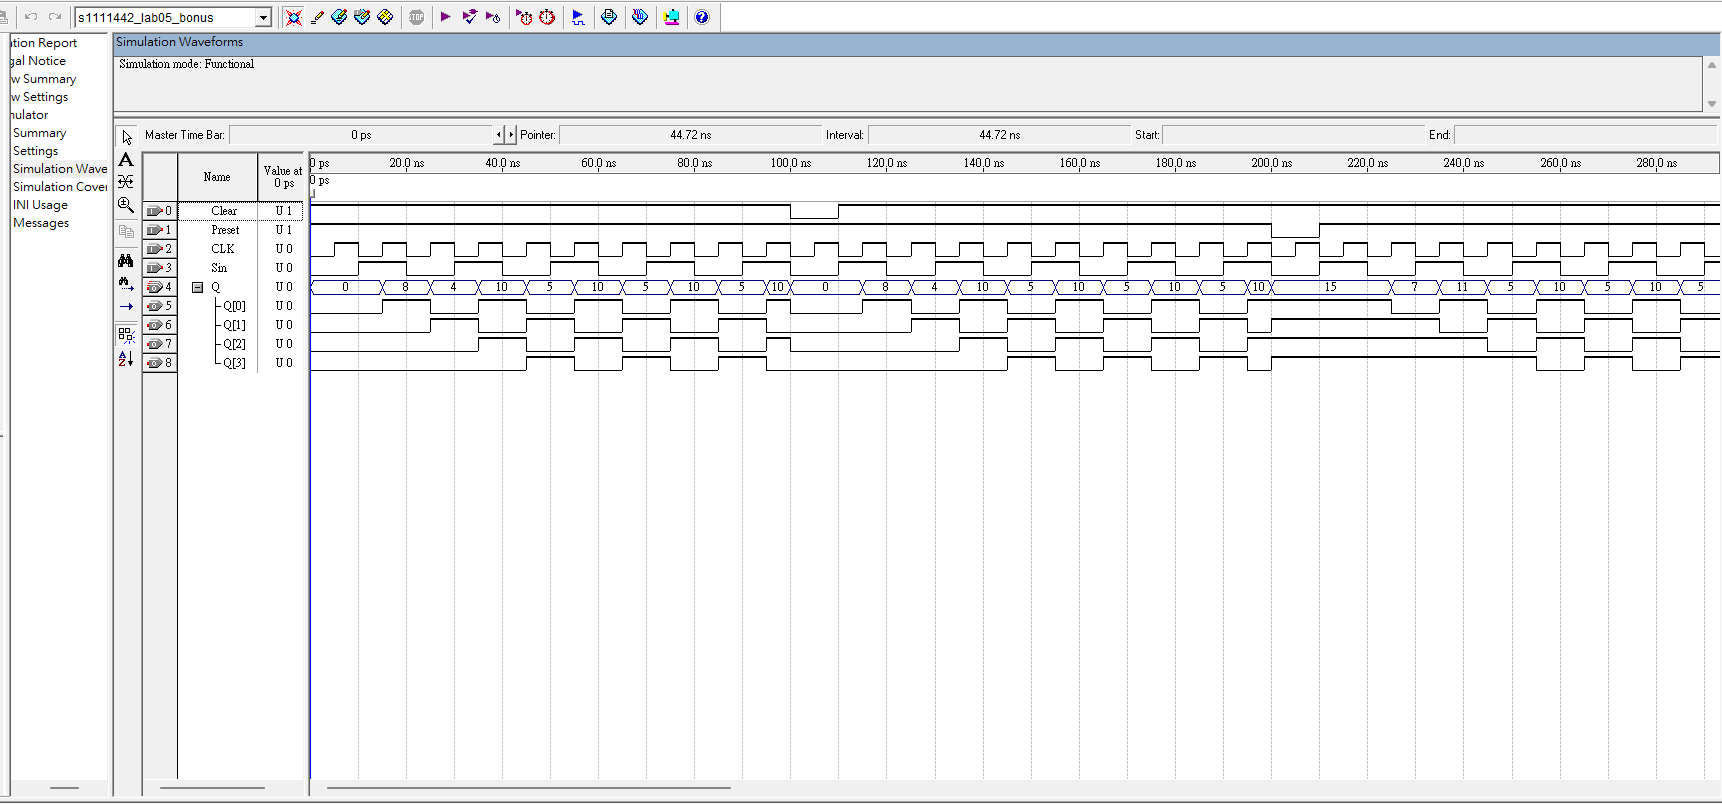 s1111442_lab05_bonus
STOP
tion Report
gal Notice
w Summary
w Settings
nulator
Summary
Settings
Simulation Wave
Simulation Cover
INI Usage
Messages
Simulation Waveforms
Simulation mode: Functional
Master Time Bar: 0 ps Pointer: 44.72 ns Interval: 44.72 ns Start: End:
A
Name Value at 0 ps 0 ps 20.0 ns 40.0 ns 60.0 ns 80.0 ns 100.0 ns 120.0 ns 140.0 ns 160.0 ns 180.0 ns 200.0 ns 220.0 ns 240.0 ns 260.0 ns 280.0 ns
0 ps
0 Clear U 1
1 Preset U 1
2 CLK U 0
3 Sin U 0
4 Q U 0 0 8 4 10 5 10 5 10 5 10 0 8 4 10 5 10 5 10 5 10 15 7 11 5 10 5 10 5
5 Q[0] U 0
6 Q[1] U 0
7 Q[2] U 0
8 Q[3] U 0